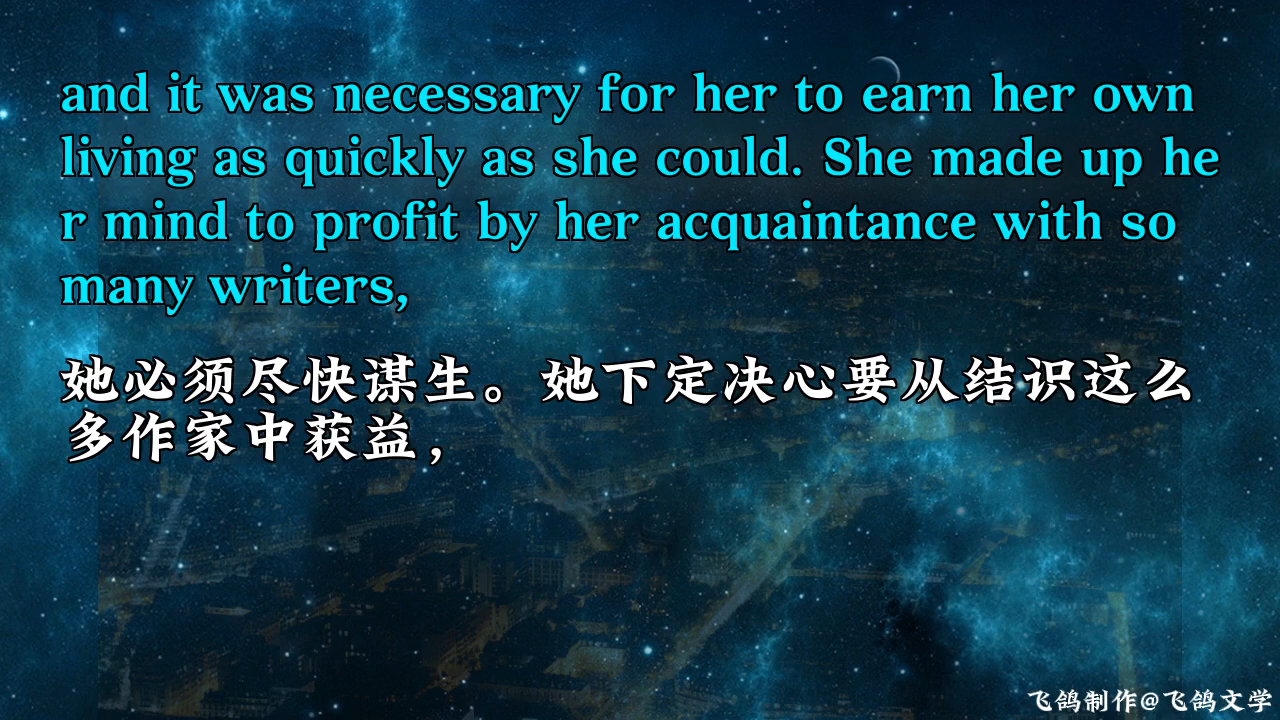 and it was necessary for her to earn her own
living as quickly as she could. She made up he
r mind to profit by her acquaintance with so
many writers,
她必须尽快谋生。她下定决心要从结识这么
多作家中获益，
飞鸽制作@飞鸽文学